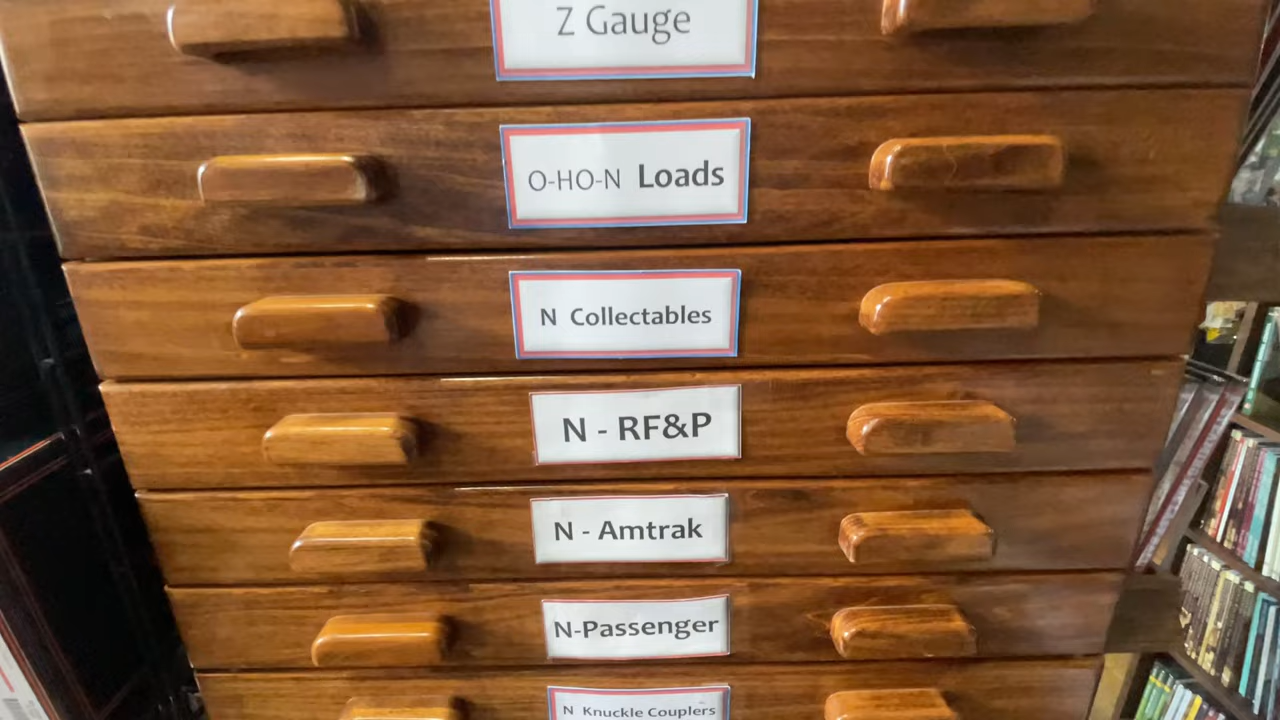 Z Gauge
O-HO-N Loads
N Collectables
N - RF&P
N - Amtrak
N-Passenger
N Knuckle Couplers